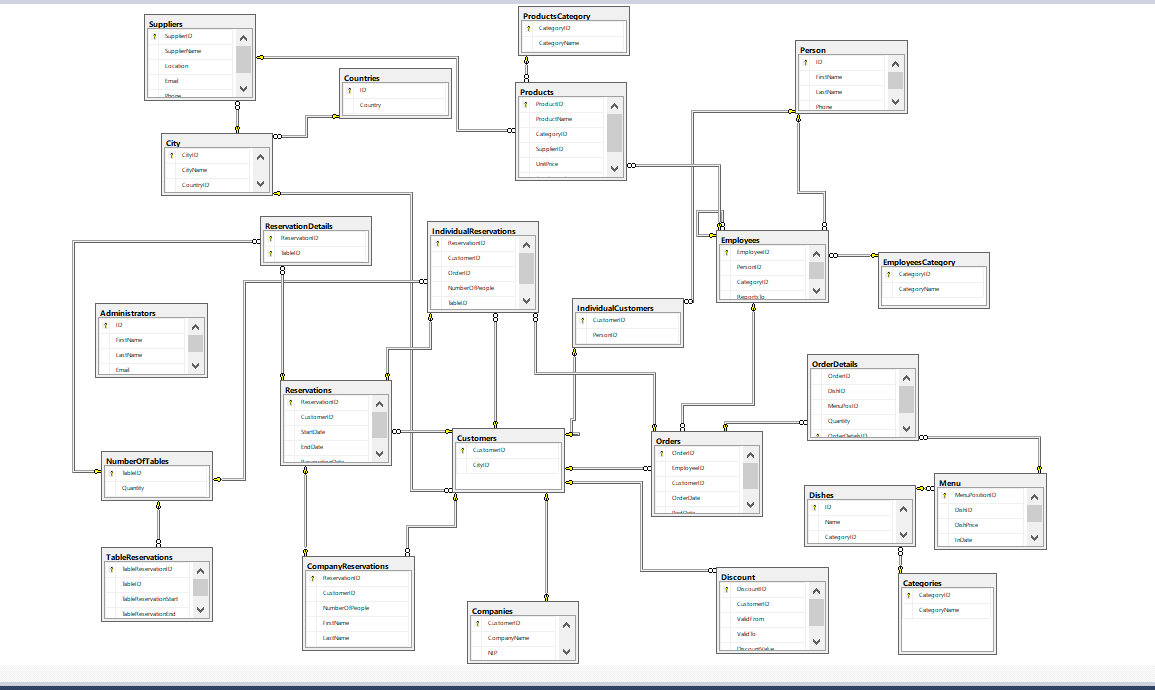 Suppliers
SupplierID
SupplierName
Location
Email
Phone
ProductsCategory
CategoryID
CategoryName
Person
ID
FirstName
LastName
Phone
Countries
ID
Country
Products
ProductID
ProductName
CategoryID
SupplierID
UnitPrice
City
CityID
CityName
CountryID
ReservationDetails
ReservationID
TableID
IndividualReservations
ReservationID
CustomerID
OrderID
NumberOfPeople
TableID
Employees
EmployeeID
PersonID
CategoryID
ReportsTo
EmployeesCategory
CategoryID
CategoryName
Administrators
ID
FirstName
LastName
Email
IndividualCustomers
CustomerID
PersonID
OrderDetails
OrderID
DishID
MenuPosID
Quantity
OrderDetailsID
Reservations
ReservationID
CustomerID
StartDate
EndDate
Customers
CustomerID
CityID
Orders
OrderID
EmployeeID
CustomerID
OrderDate
NumberOfTables
TableID
Quantity
Dishes
ID
Name
CategoryID
Menu
MenuPositionID
DishID
DishPrice
InDate
TableReservations
TableReservationID
TableID
TableReservationStart
TableReservationEnd
CompanyReservations
ReservationID
CustomerID
NumberOfPeople
FirstName
LastName
Companies
CustomerID
CompanyName
NIP
Discount
DiscountID
CustomerID
ValidFrom
ValidTo
DiscountValue
Categories
CategoryID
CategoryName